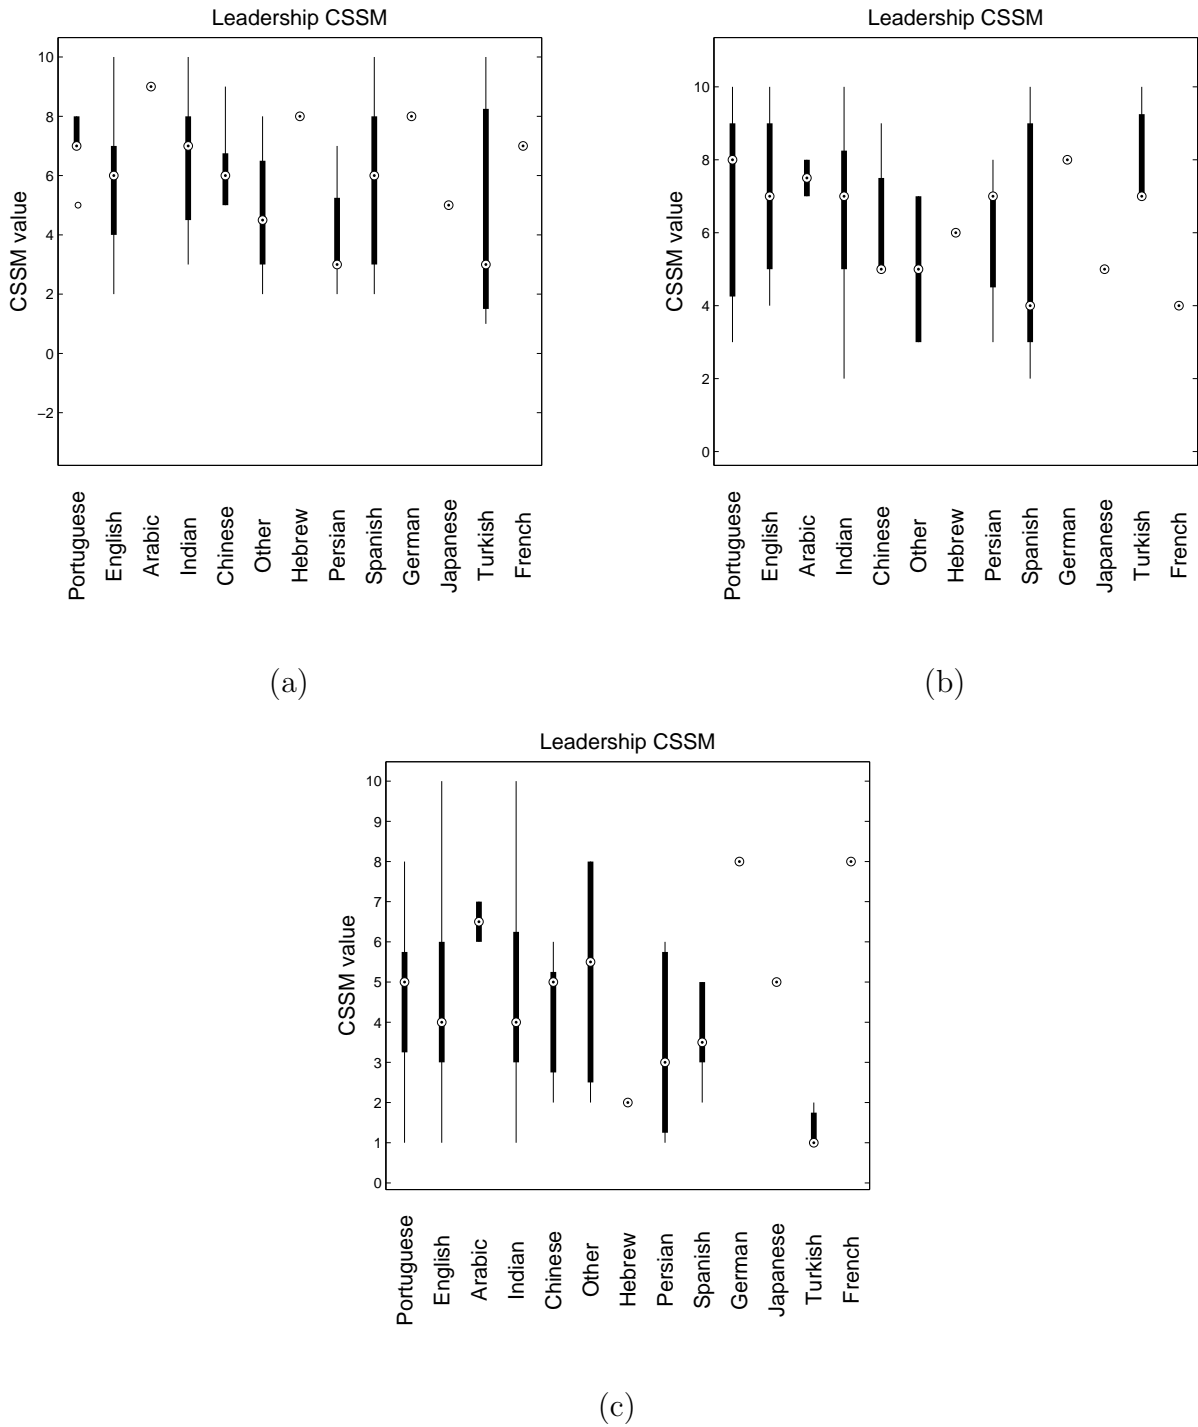 Leadership CSSM
10
8
6
4
2
0
−2
CSSM value
Portuguese
English
Arabic
Indian
Chinese
Other
Hebrew
Persian
Spanish
German
Japanese
Turkish
French
(a)
Leadership CSSM
10
8
6
4
2
0
CSSM value
Portuguese
English
Arabic
Indian
Chinese
Other
Hebrew
Persian
Spanish
German
Japanese
Turkish
French
(b)
Leadership CSSM
10
9
8
7
6
5
4
3
2
1
0
CSSM value
Portuguese
English
Arabic
Indian
Chinese
Other
Hebrew
Persian
Spanish
German
Japanese
Turkish
French
(c)